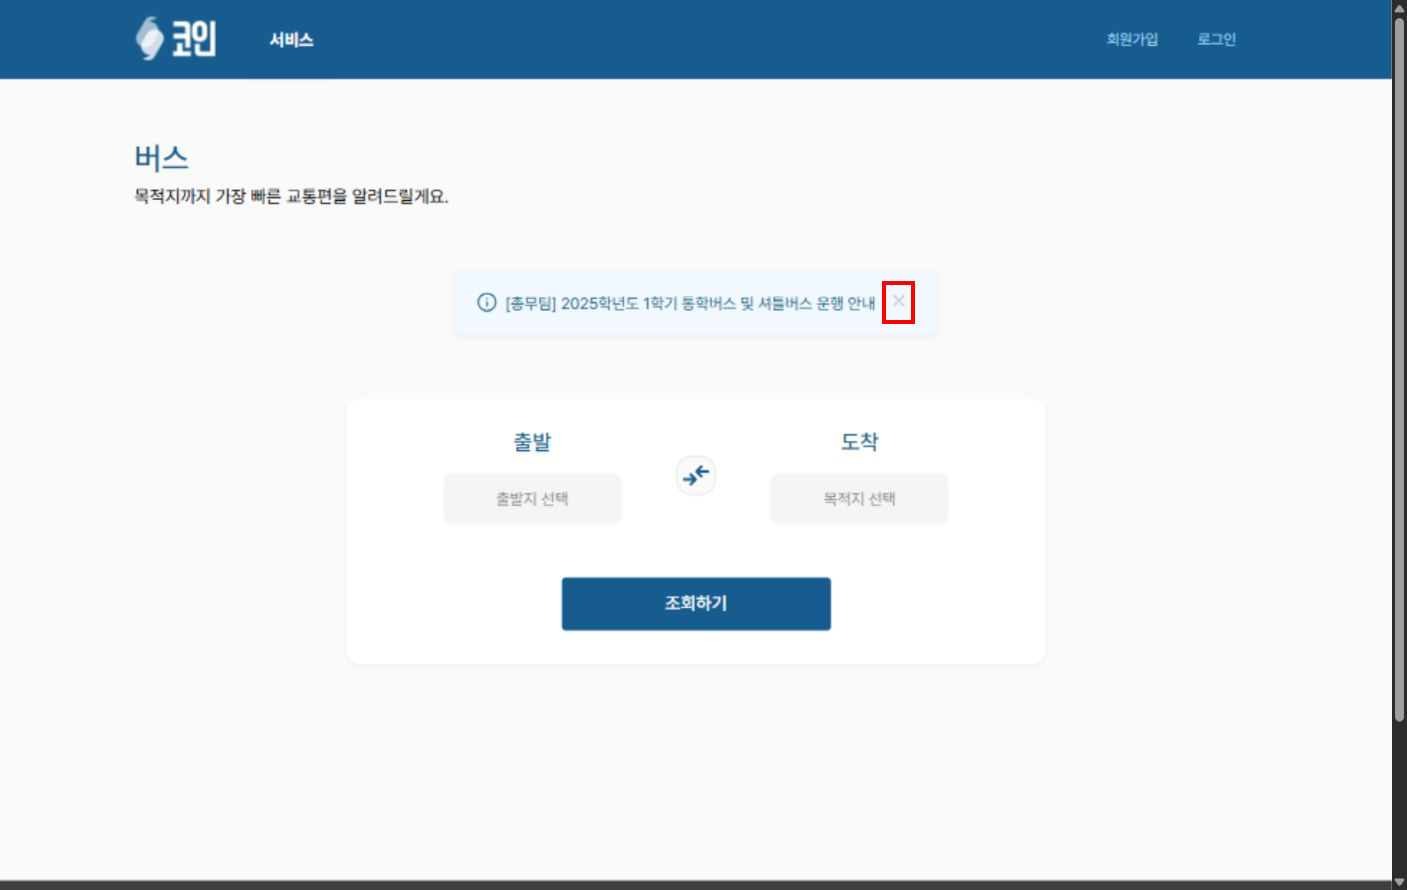 코인
서비스
회원가입
로그인
버스
목적지까지 가장 빠른 교통편을 알려드릴게요.
[총무팀] 2025학년도 1학기 통학버스 및 셔틀버스 운행 안내
출발
도착
출발지 선택
목적지 선택
조회하기